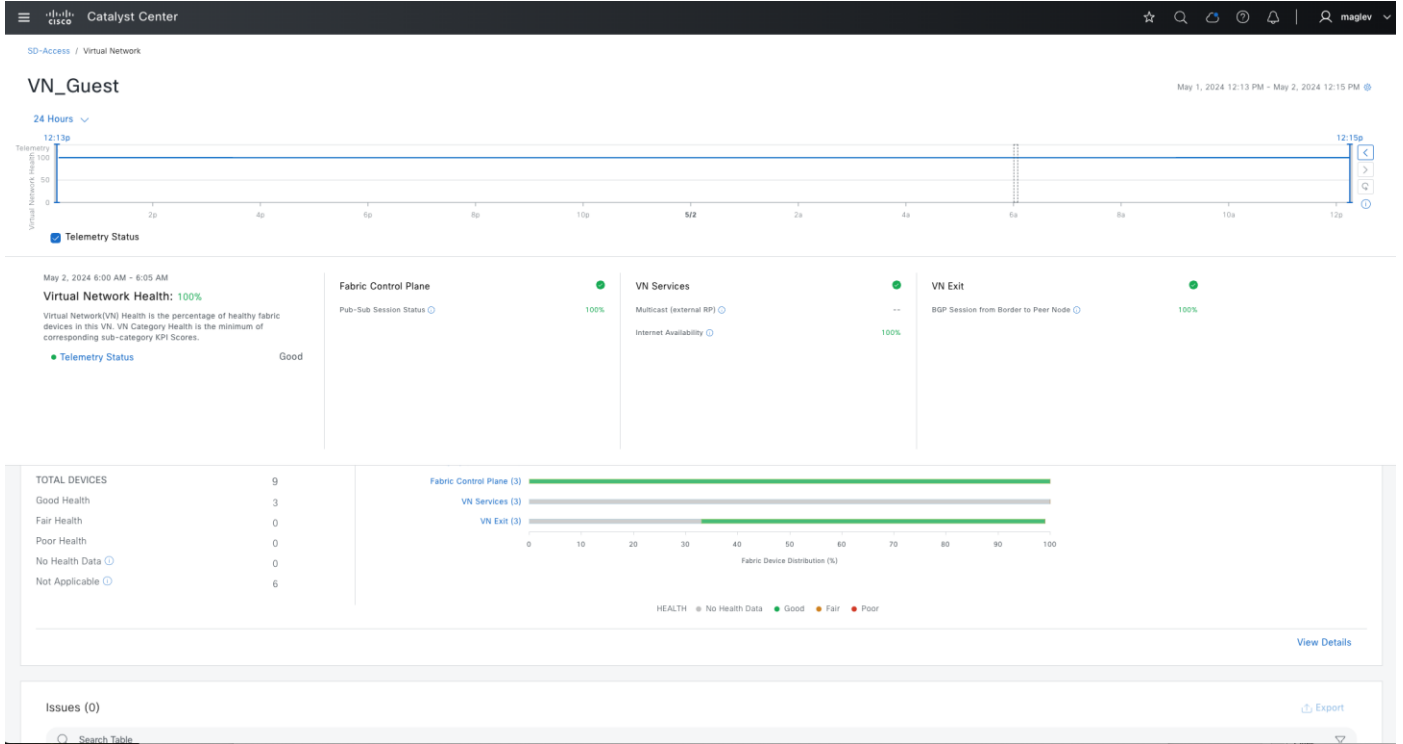 cisco Catalyst Center
maglev
SD-Access / Virtual Network
VN_Guest
May 1, 2024 12:13 PM - May 2, 2024 12:15 PM
24 Hours
12:13p
12:15p
Telemetry
Virtual Network Health
100
50
0
2p 4p 6p 8p 10p 5/2 2a 4a 6a 8a 10a 12p
Telemetry Status
May 2, 2024 6:00 AM - 6:05 AM
Virtual Network Health: 100%
Virtual Network(VN) Health is the percentage of healthy fabric
devices in this VN. VN Category Health is the minimum of
corresponding sub-category KPI Scores.
Telemetry Status Good
Fabric Control Plane
Pub-Sub Session Status 100%
VN Services
Multicast (external RP) --
Internet Availability 100%
VN Exit
BGP Session from Border to Peer Node 100%
TOTAL DEVICES 9
Good Health 3
Fair Health 0
Poor Health 0
No Health Data 0
Not Applicable 6
Fabric Control Plane (3)
VN Services (3)
VN Exit (3)
0 10 20 30 40 50 60 70 80 90 100
Fabric Device Distribution (%)
HEALTH No Health Data Good Fair Poor
View Details
Issues (0)
Export
Search Table